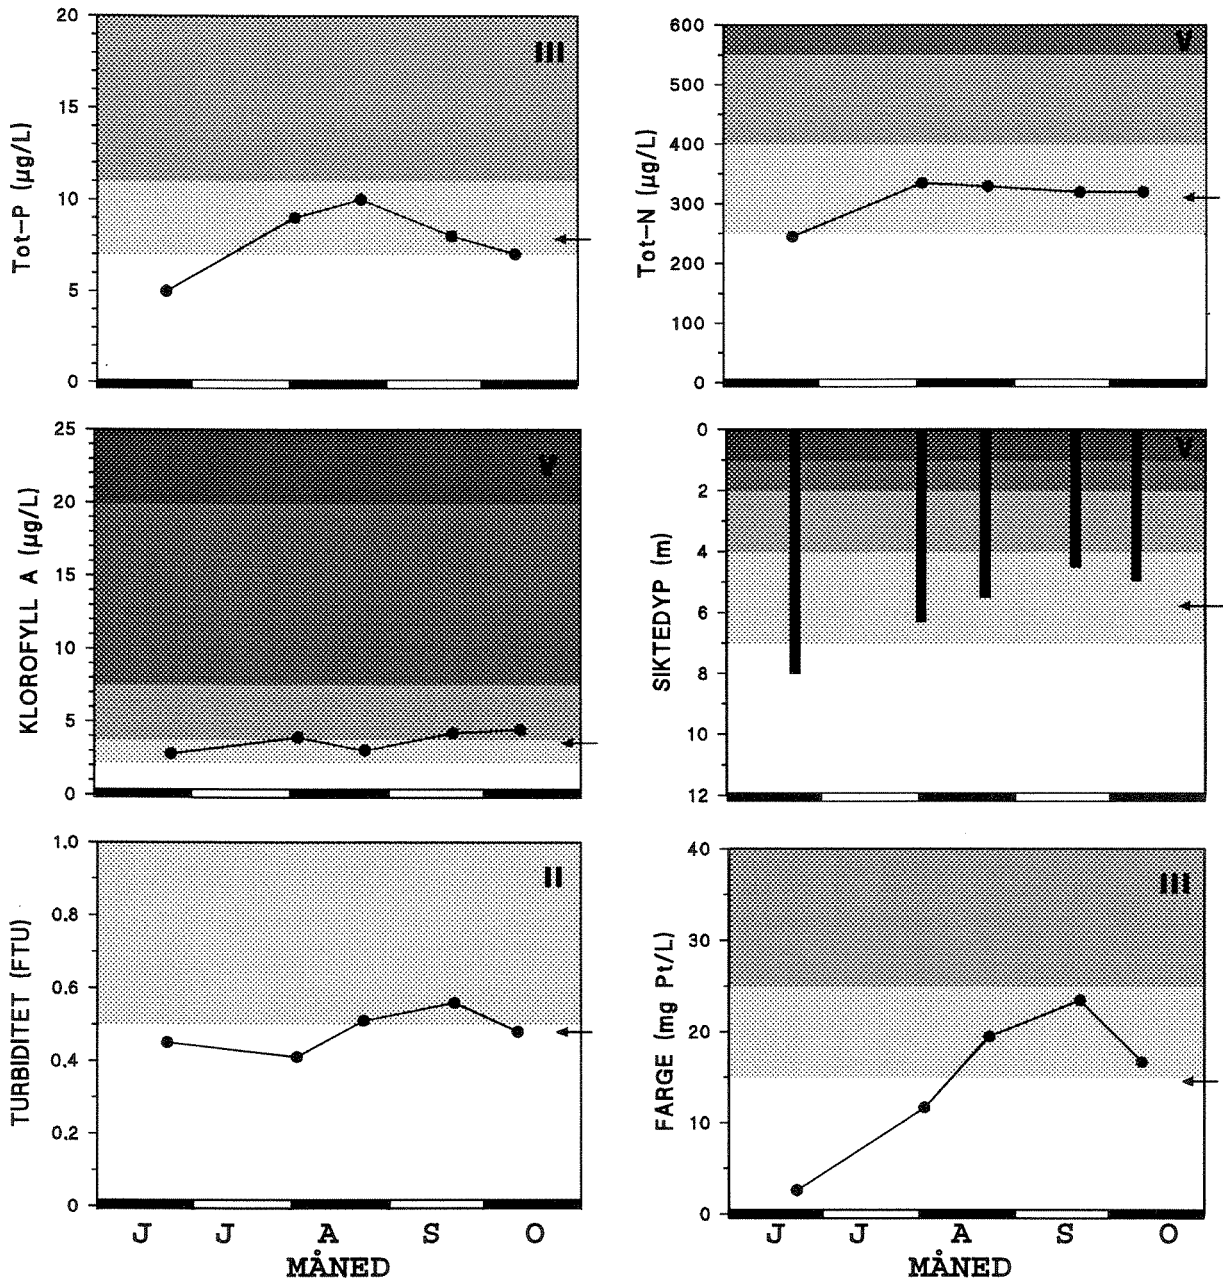 Tot-P (µg/L)
20
15
10
5
0
III
Tot-N (µg/L)
600
500
400
300
200
100
0
V
KLOROFYLL A (µg/L)
25
20
15
10
5
0
V
SIKTEDYP (m)
0
2
4
6
8
10
12
V
TURBIDITET (FTU)
1.0
0.8
0.6
0.4
0.2
0
II
J J A S O
MÅNED
FARGE (mg Pt/L)
40
30
20
10
0
III
J J A S O
MÅNED